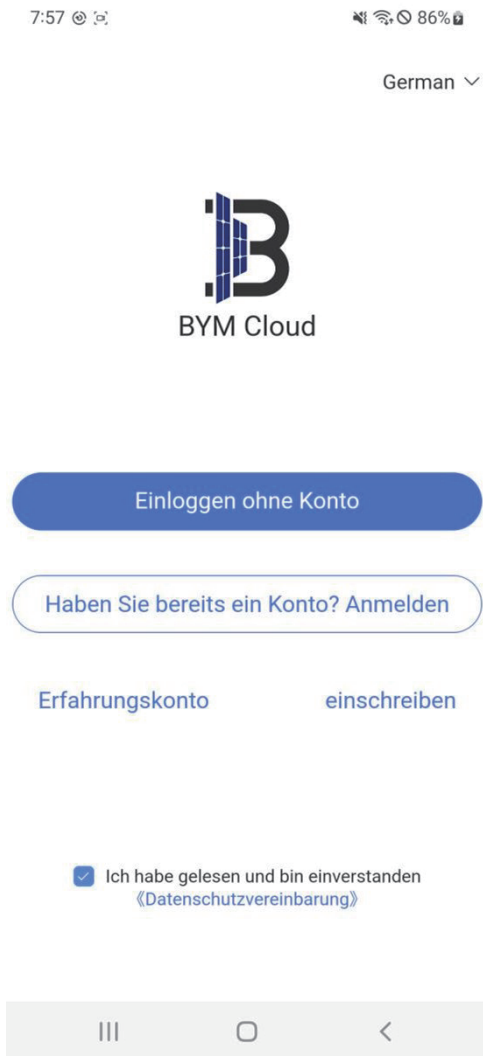 7:57 86%
German
BYM Cloud
Einloggen ohne Konto
Haben Sie bereits ein Konto? Anmelden
Erfahrungskonto einschreiben
Ich habe gelesen und bin einverstanden
《Datenschutzvereinbarung》